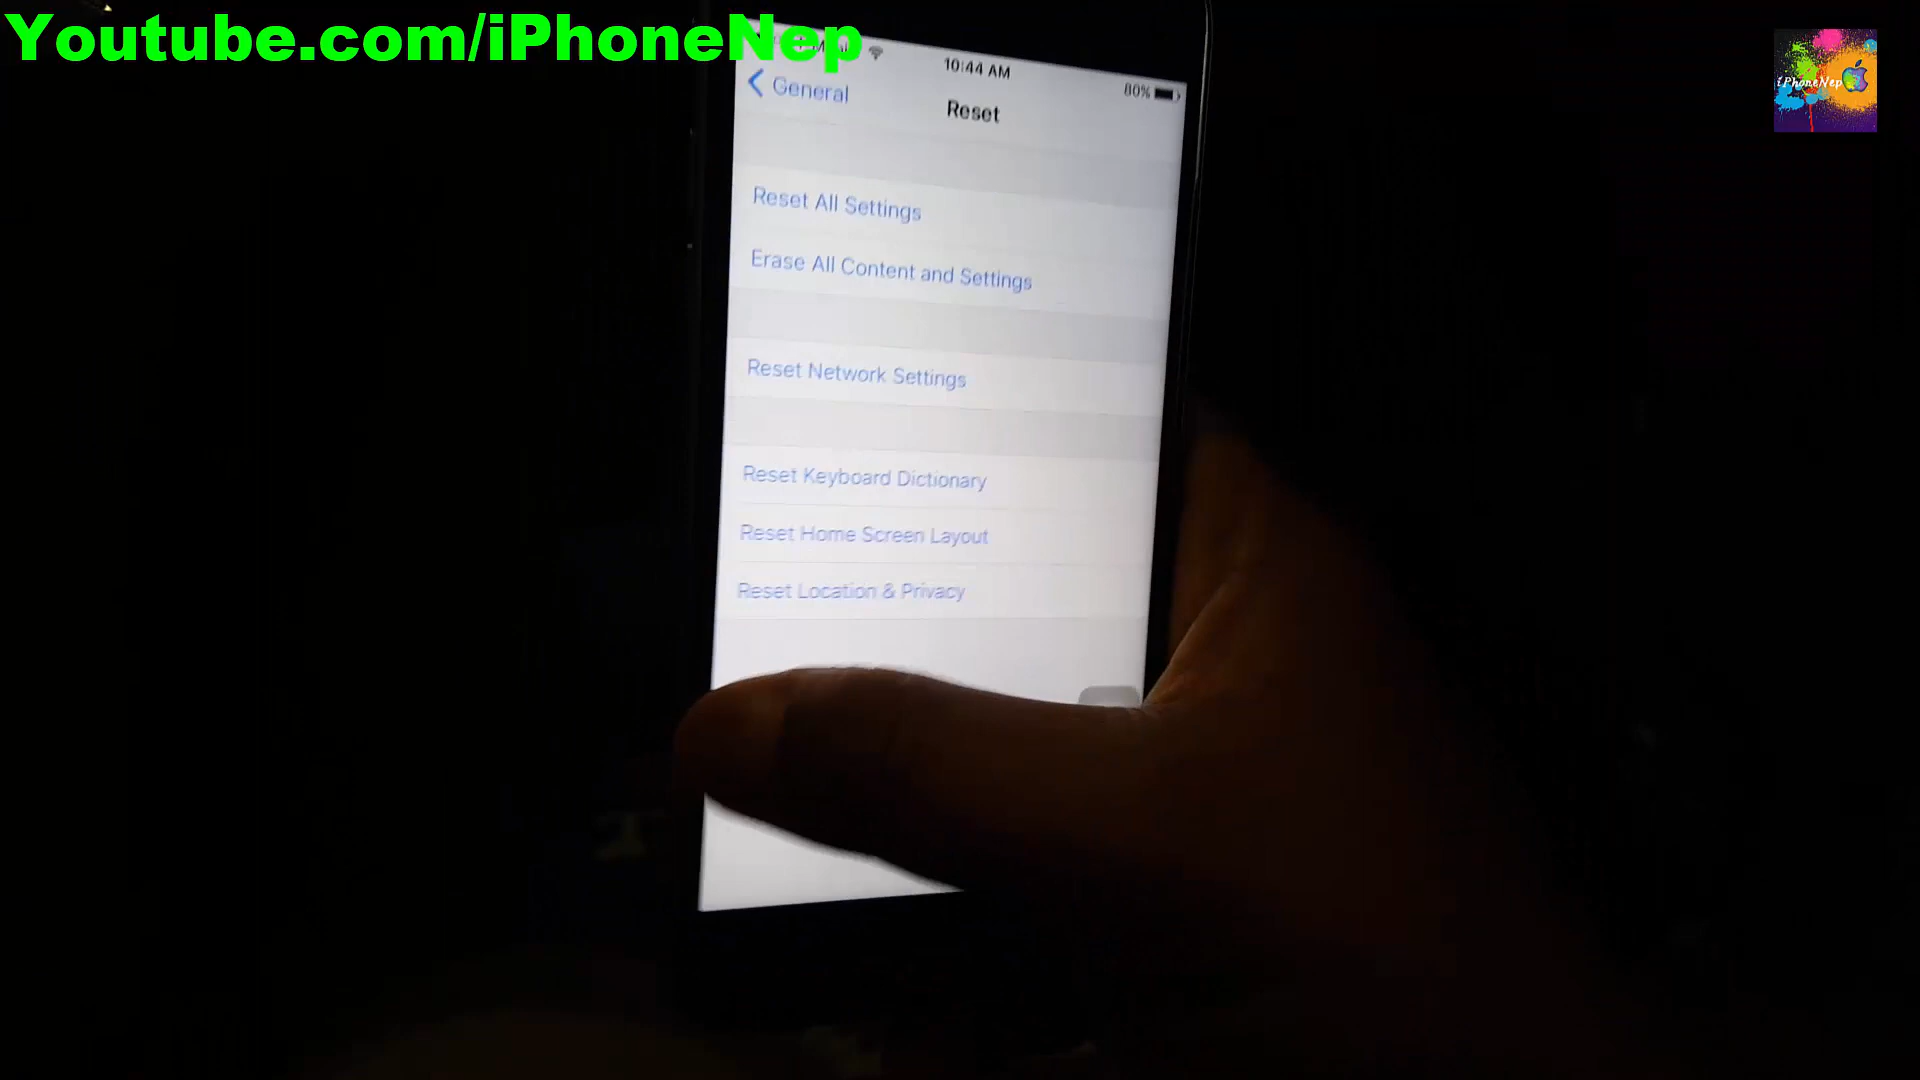 Youtube.com/iPhoneNep
iPhoneNep
10:44 AM
80%
General
Reset
Reset All Settings
Erase All Content and Settings
Reset Network Settings
Reset Keyboard Dictionary
Reset Home Screen Layout
Reset Location & Privacy